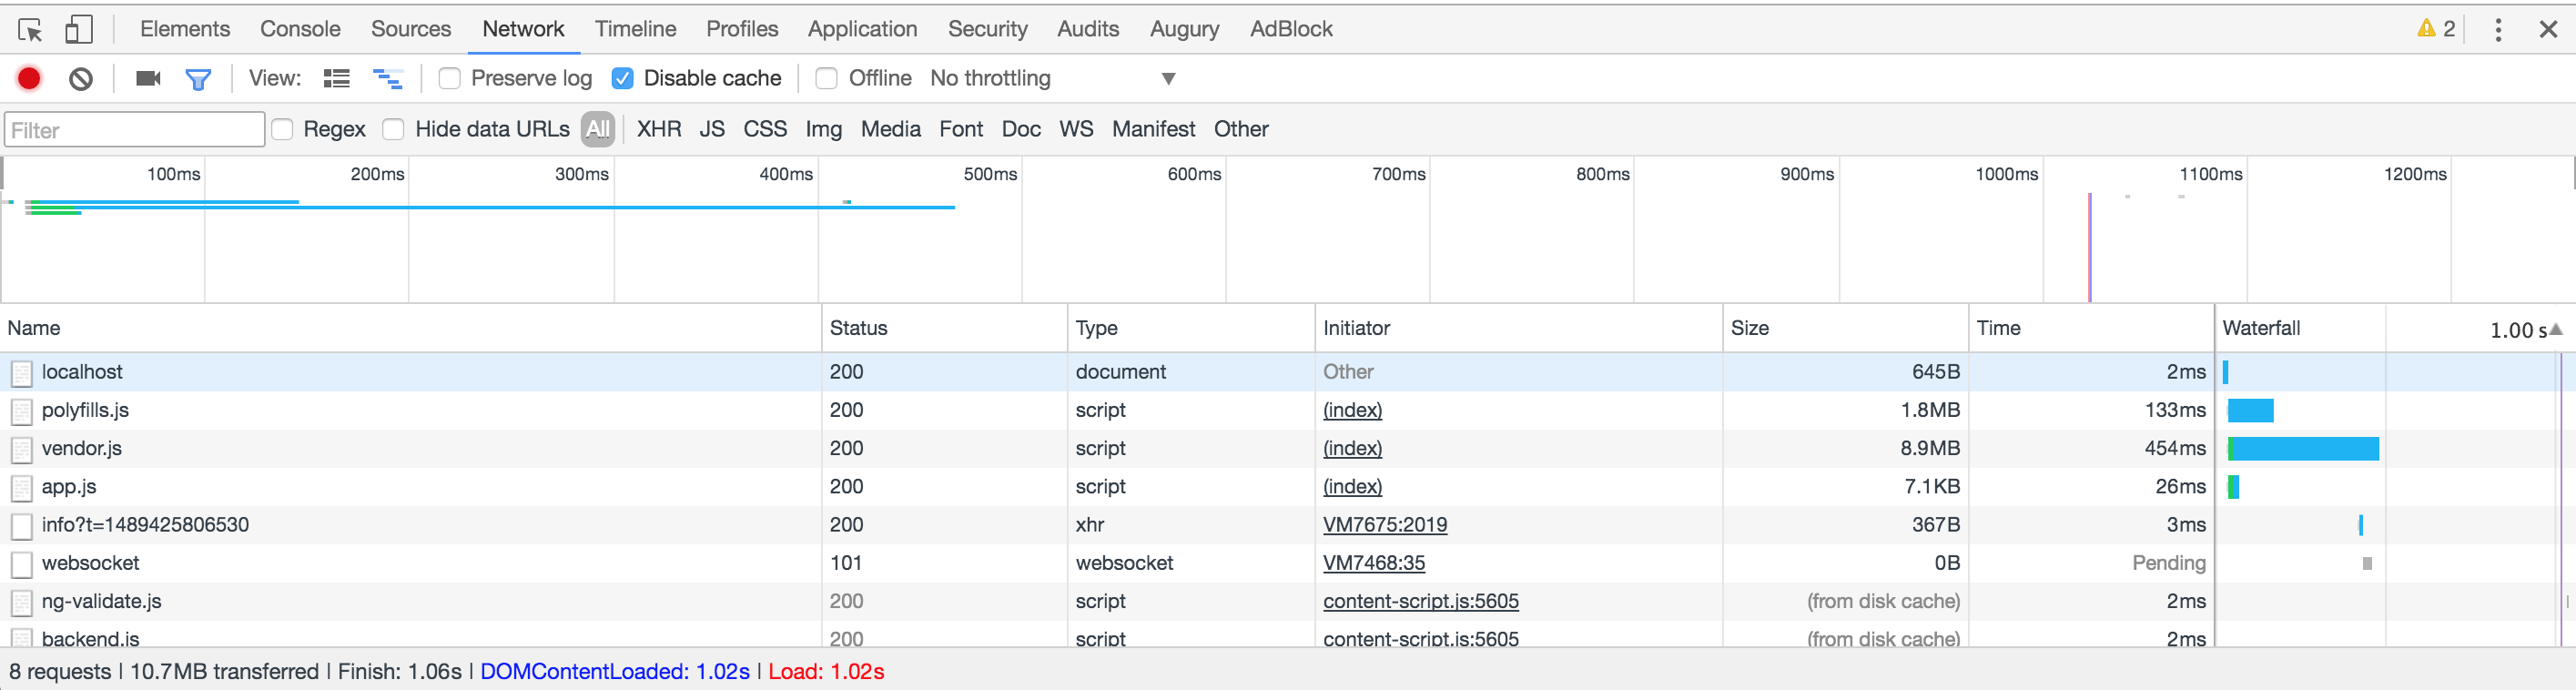 Elements Console Sources Network Timeline Profiles Application Security Audits Augury AdBlock 2
View: Preserve log Disable cache Offline No throttling
Filter Regex Hide data URLs All XHR JS CSS Img Media Font Doc WS Manifest Other
100ms 200ms 300ms 400ms 500ms 600ms 700ms 800ms 900ms 1000ms 1100ms 1200ms
Name Status Type Initiator Size Time Waterfall 1.00 s
localhost 200 document Other 645B 2ms
polyfills.js 200 script (index) 1.8MB 133ms
vendor.js 200 script (index) 8.9MB 454ms
app.js 200 script (index) 7.1KB 26ms
info?t=1489425806530 200 xhr VM7675:2019 367B 3ms
websocket 101 websocket VM7468:35 0B Pending
ng-validate.js 200 script content-script.js:5605 (from disk cache) 2ms
backend.js 200 script content-script.js:5605 (from disk cache) 2ms
8 requests | 10.7MB transferred | Finish: 1.06s | DOMContentLoaded: 1.02s | Load: 1.02s